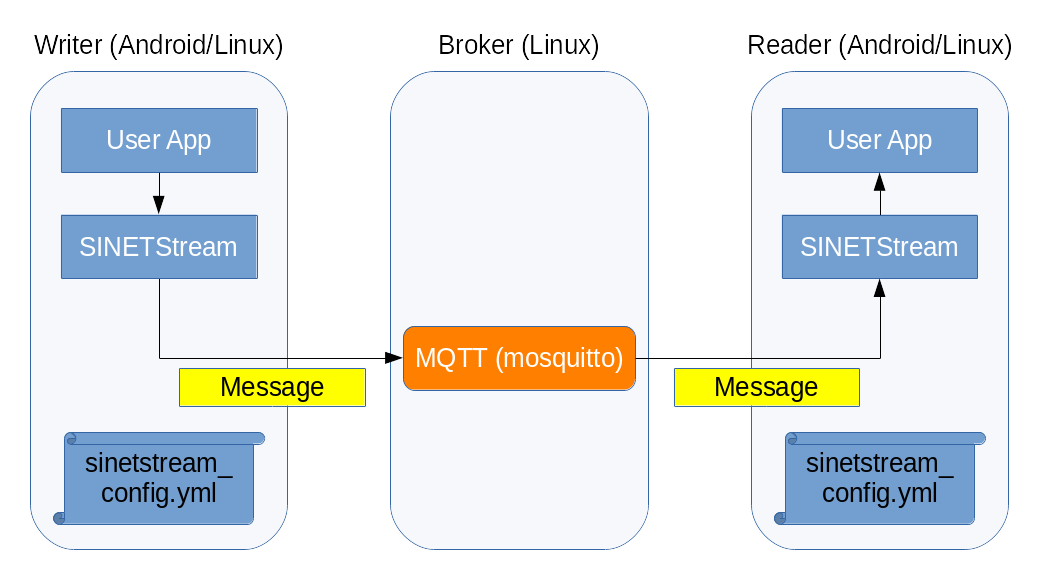 Writer (Android/Linux)
Broker (Linux)
Reader (Android/Linux)
User App
User App
SINETStream
SINETStream
MQTT (mosquitto)
Message
Message
sinetstream_
config.yml
sinetstream_
config.yml